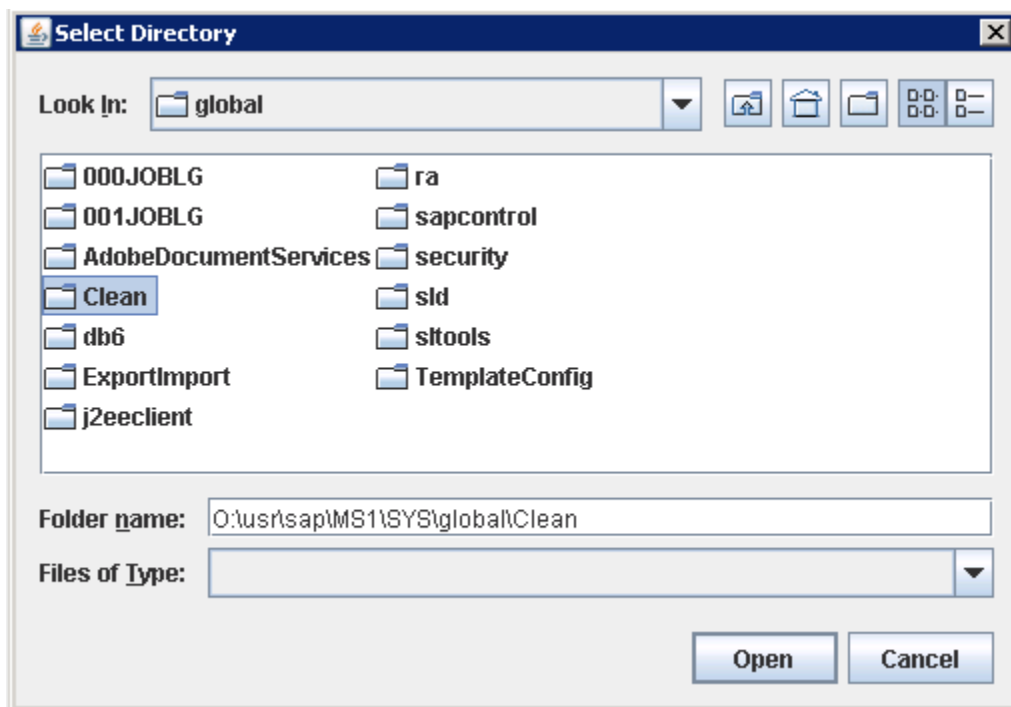 Select Directory
Look In: global
000JOBLG
001JOBLG
AdobeDocumentServices
Clean
db6
ExportImport
j2eeclient
ra
sapcontrol
security
sld
sltools
TemplateConfig
Folder name: O:\usr\sap\MS1\SYS\global\Clean
Files of Type:
Open Cancel